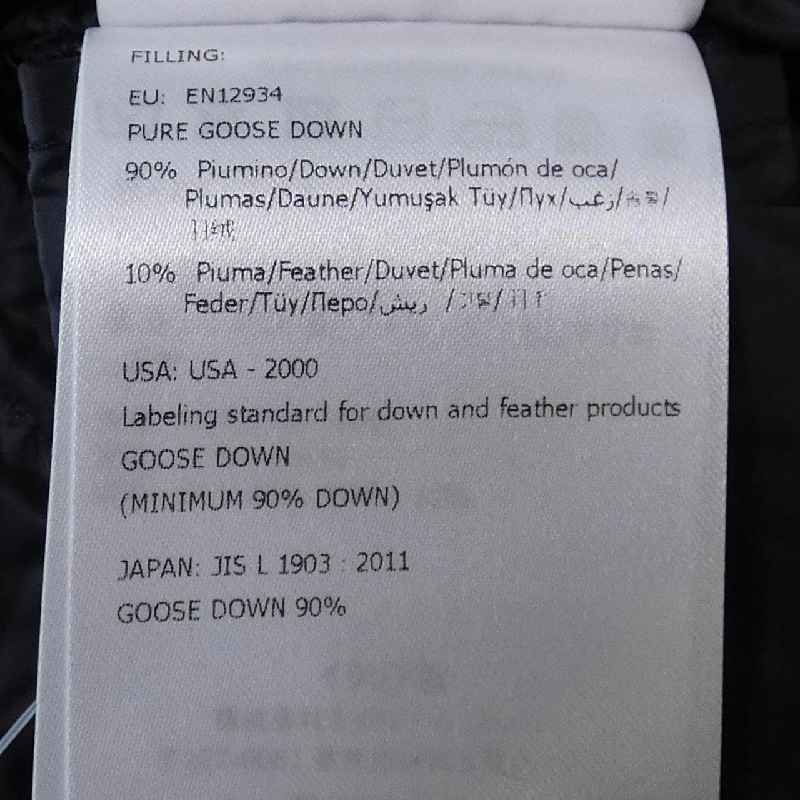 FILLING:
EU: EN12934
PURE GOOSE DOWN
90% Piumino/Down/Duvet/Plumón de oca/
Plumas/Daune/Yumuşak Tüy/Пух/زغب/
10% Piuma/Feather/Duvet/Pluma de oca/Penas/
Feder/Tüy/Перо/ريش /
USA: USA - 2000
Labeling standard for down and feather products
GOOSE DOWN
(MINIMUM 90% DOWN)
JAPAN: JIS L 1903 : 2011
GOOSE DOWN 90%